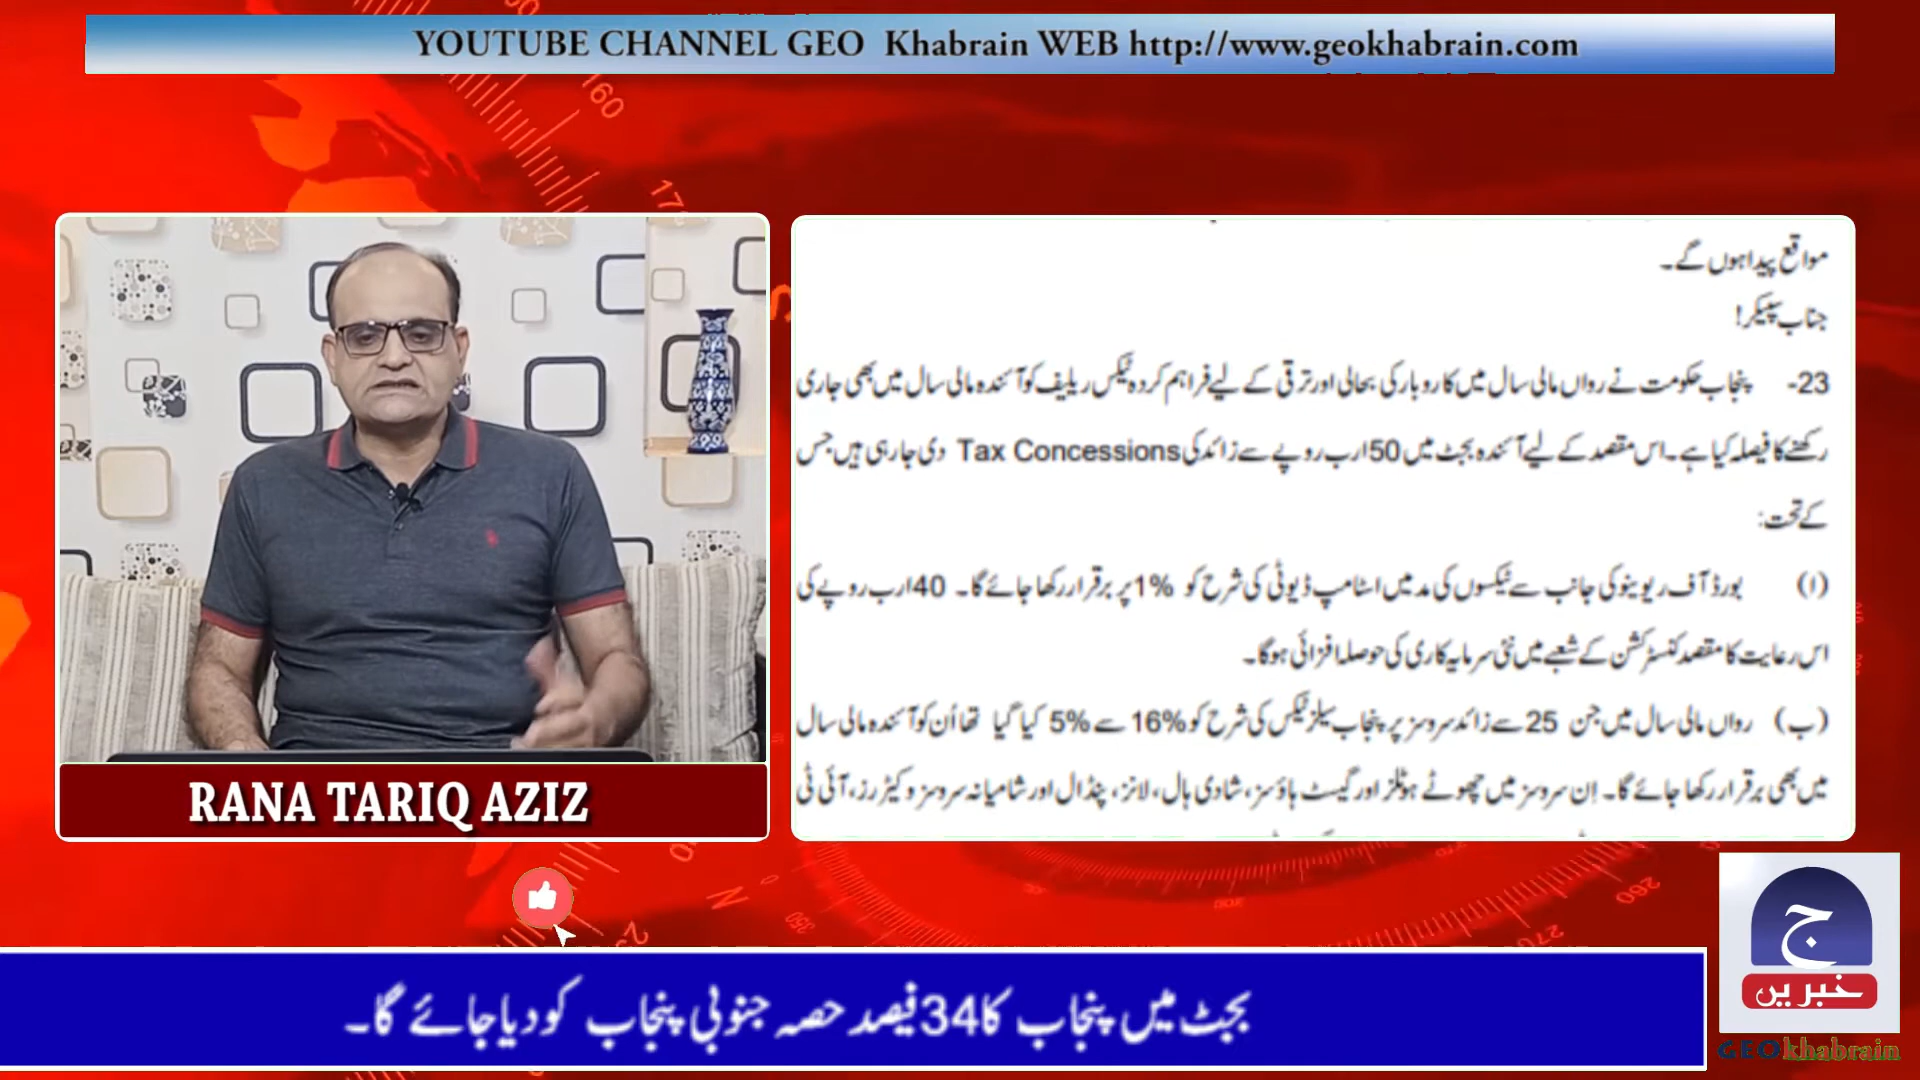 YOUTUBE CHANNEL GEO Khabrain WEB http://www.geokhabrain.com
مواقع پیدا ہوں گے۔
جناب سپیکر!
23- پنجاب حکومت نے رواں مالی سال میں کاروبار کی بحالی اور ترقی کے لیے فراہم کردہ ٹیکس ریلیف کو آئندہ مالی سال میں بھی جاری
رکھنے کا فیصلہ کیا ہے۔ اس مقصد کے لیے آئندہ بجٹ میں 50 ارب روپے سے زائد کی Tax Concessions دی جا رہی ہیں جس
کے تحت:
(ا) بورڈ آف ریونیو کی جانب سے ٹیکسوں کی مد میں اسٹامپ ڈیوٹی کی شرح کو 1% پر برقرار رکھا جائے گا۔ 40 ارب روپے کی
اس رعایت کا مقصد کنسٹرکشن کے شعبے میں نئی سرمایہ کاری کی حوصلہ افزائی ہو گا۔
(ب) رواں مالی سال میں جن 25 سے زائد سروسز پر پنجاب سیلز ٹیکس کی شرح کو 16% سے 5% کیا گیا تھا اُن کو آئندہ مالی سال
میں بھی برقرار رکھا جائے گا۔ اِن سروسز میں چھوٹے ہوٹلز اور گیسٹ ہاؤسز، شادی ہال، لانز، پنڈال اور شامیانہ سروسز و کیٹررز، آئی ٹی
RANA TARIQ AZIZ
بجٹ میں پنجاب کا 34 فیصد حصہ جنوبی پنجاب کو دیا جائے گا۔
ج
خبریں
GEO khabrain